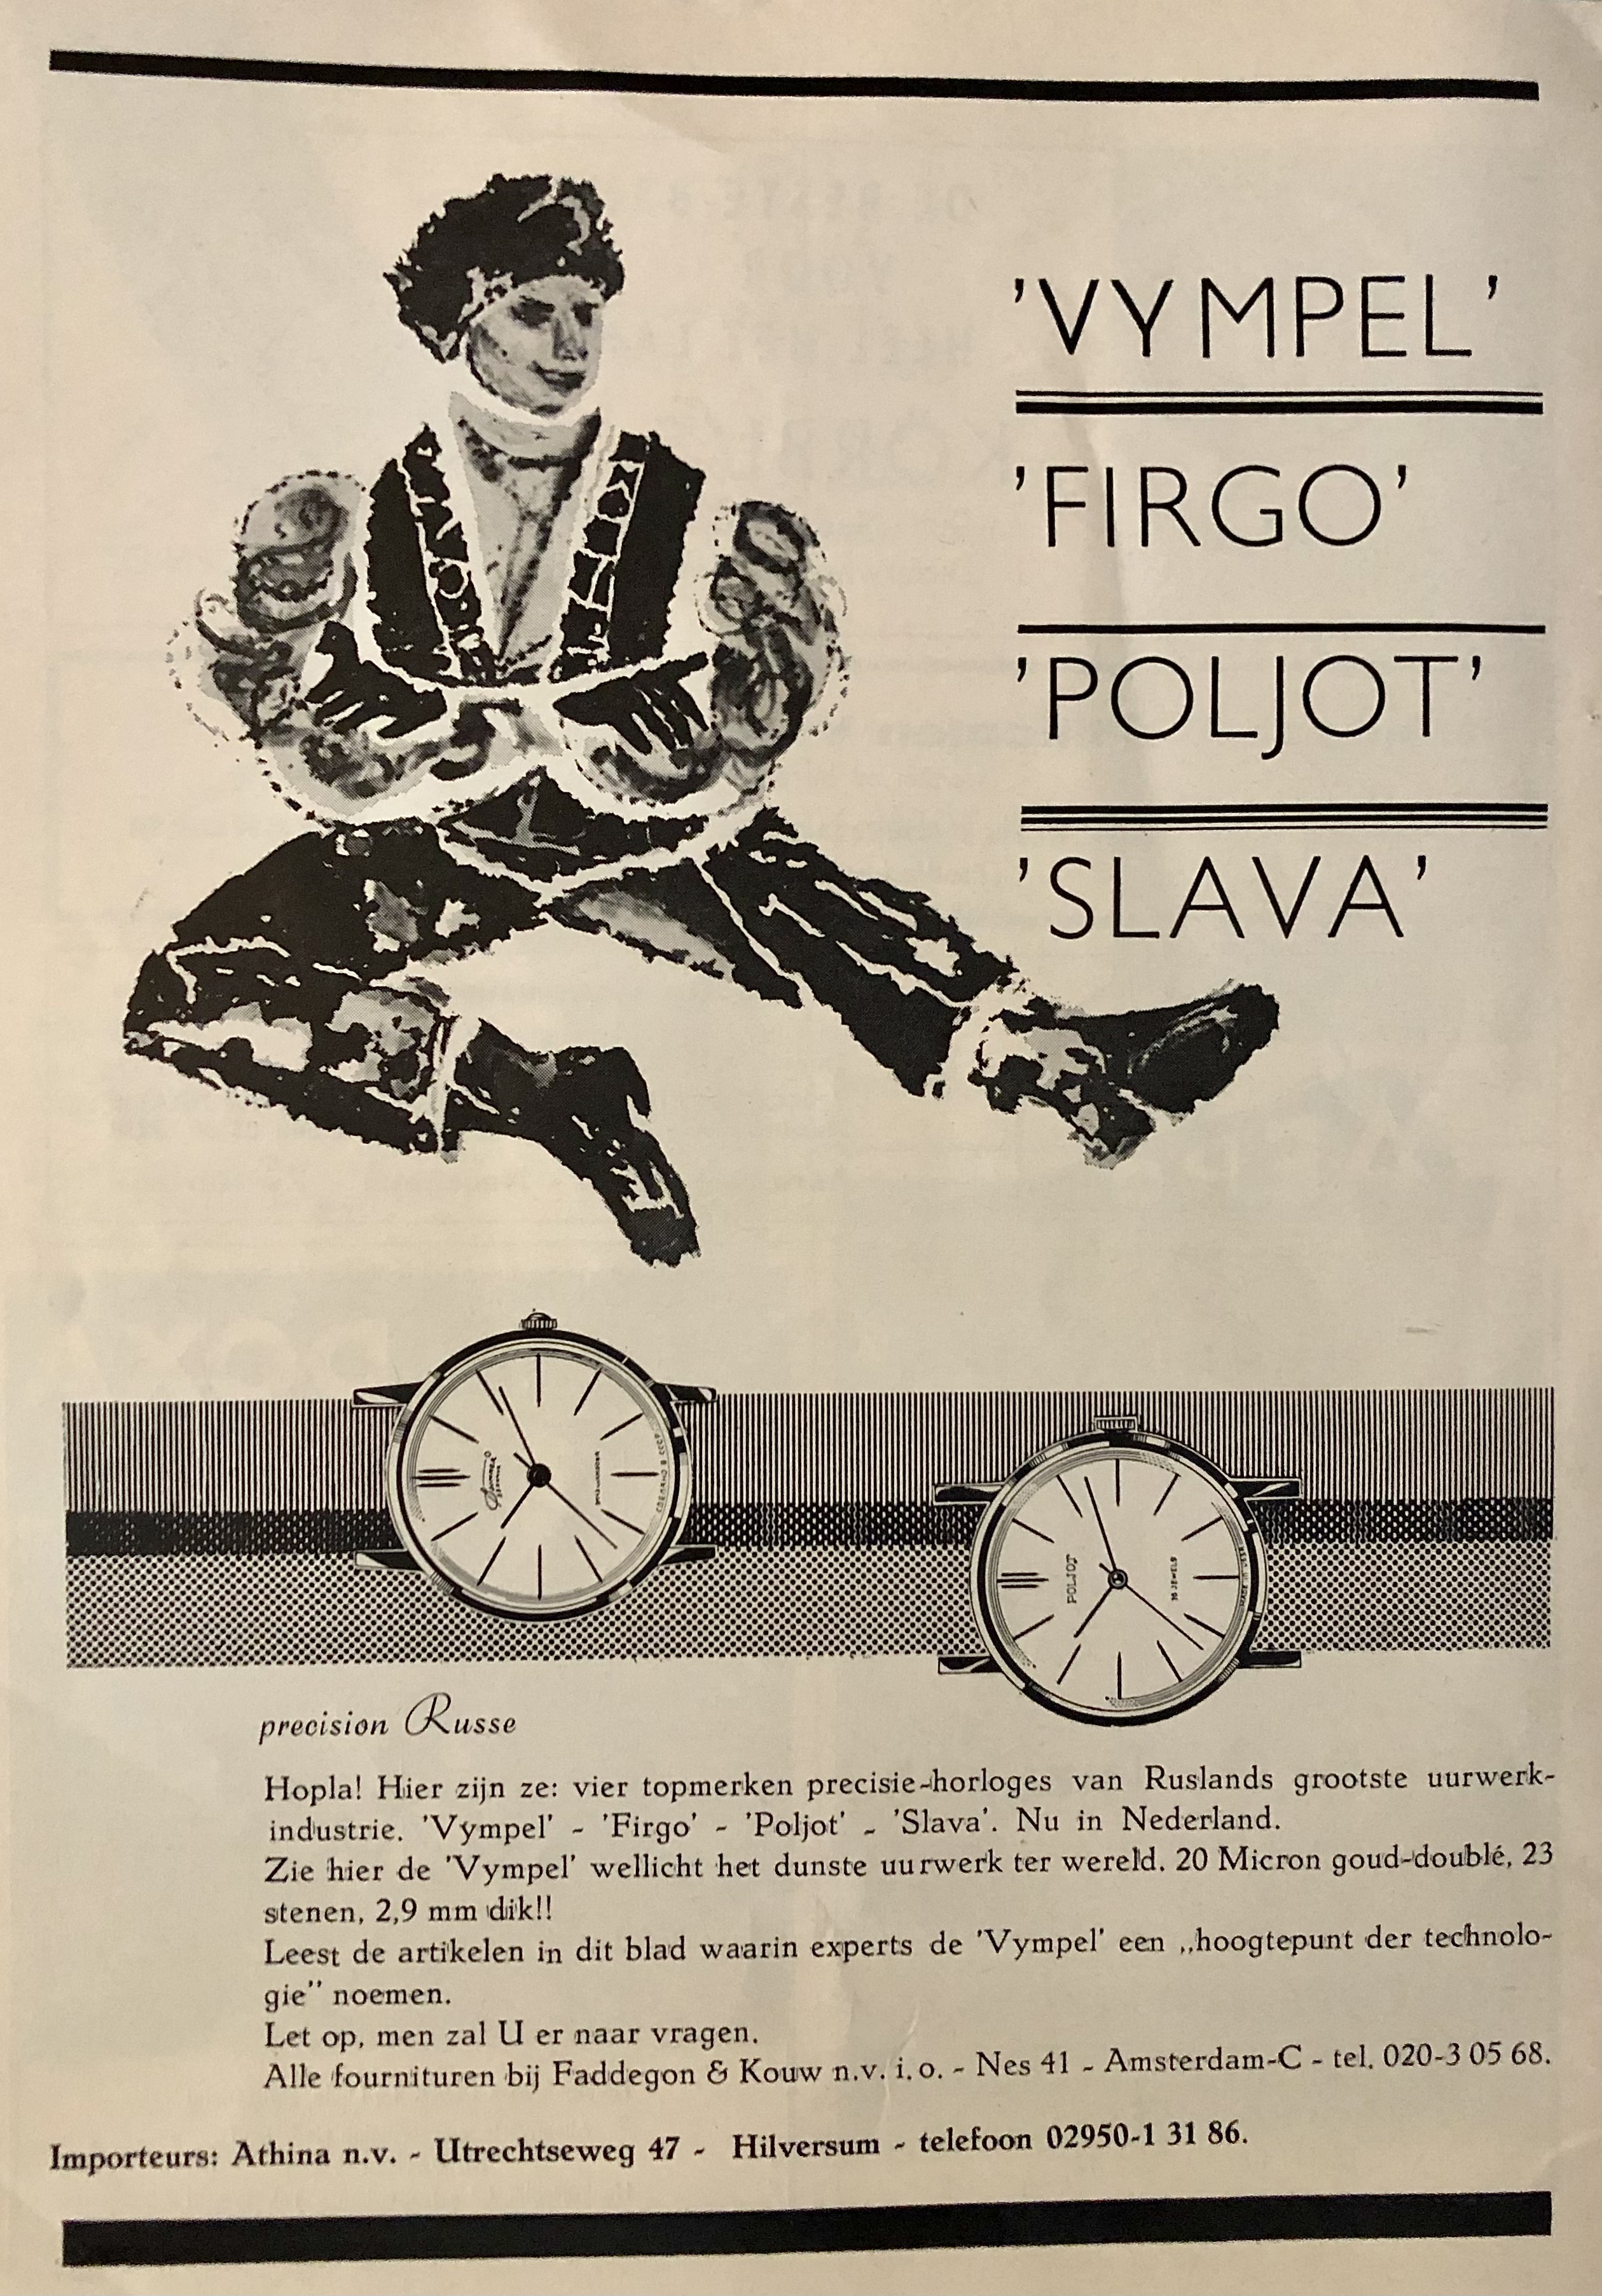 'VYMPEL'
'FIRGO'
'POLJOT'
'SLAVA'
POLJOT
precision Russe
Hopla! Hier zijn ze: vier topmerken precisie-horloges van Ruslands grootste uurwerk-
industrie. 'Vympel' - 'Firgo' - 'Poljot' - 'Slava'. Nu in Nederland.
Zie hier de 'Vympel' wellicht het dunste uurwerk ter wereld. 20 Micron goud-doublé, 23
stenen, 2,9 mm dik!!
Leest de artikelen in dit blad waarin experts de 'Vympel' een „hoogtepunt der technolo-
gie” noemen.
Let op, men zal U er naar vragen.
Alle fournituren bij Faddegon & Kouw n.v. i.o. - Nes 41 - Amsterdam-C - tel. 020-3 05 68.
Importeurs: Athina n.v. - Utrechtseweg 47 - Hilversum - telefoon 02950-1 31 86.